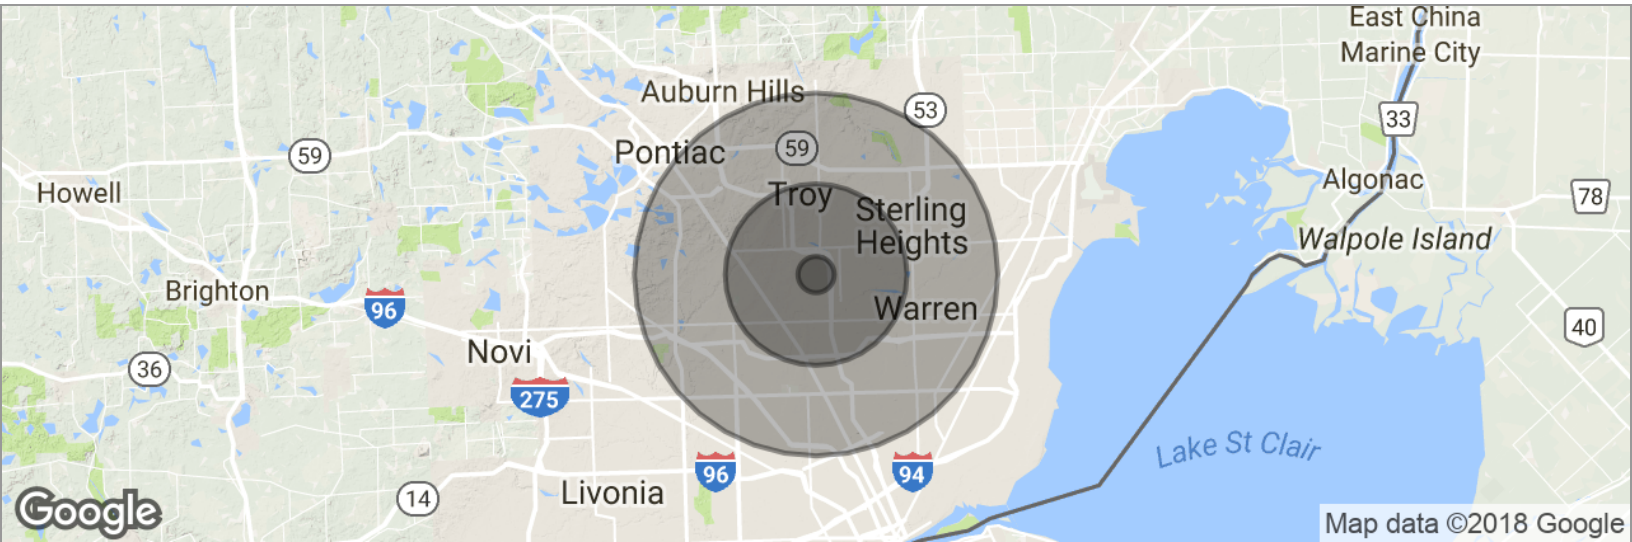 East China
Marine City
Auburn Hills
53
33
59
59
Pontiac
Howell
Troy
Algonac
78
Sterling
Heights
Walpole Island
Brighton
96
Warren
40
Novi
36
275
Lake St Clair
96
94
Livonia
14
Google
Map data ©2018 Google